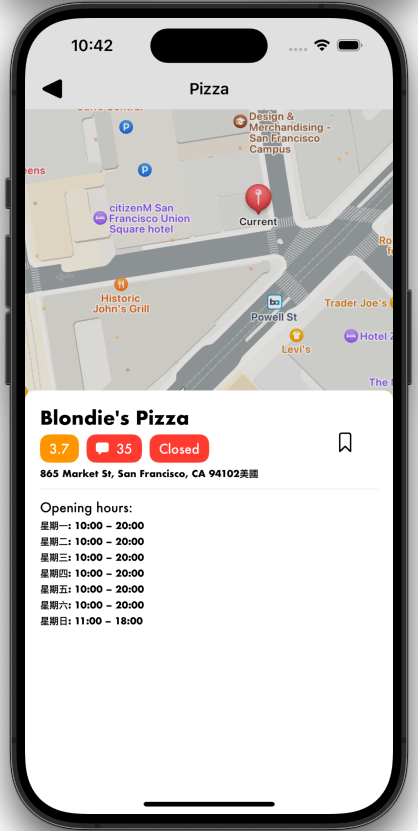 10:42
Pizza
Design &
Merchandising -
San Francisco
Campus
P
P
ens
citizenM San
Francisco Union
Square hotel
Current
Historic
John's Grill
Powell St
Trader Joe's
Levi's
Hotel Z
The
Blondie's Pizza
3.7
35
Closed
865 Market St, San Francisco, CA 94102美國
Opening hours:
星期一: 10:00 – 20:00
星期二: 10:00 – 20:00
星期三: 10:00 – 20:00
星期四: 10:00 – 20:00
星期五: 10:00 – 20:00
星期六: 10:00 – 20:00
星期日: 11:00 – 18:00